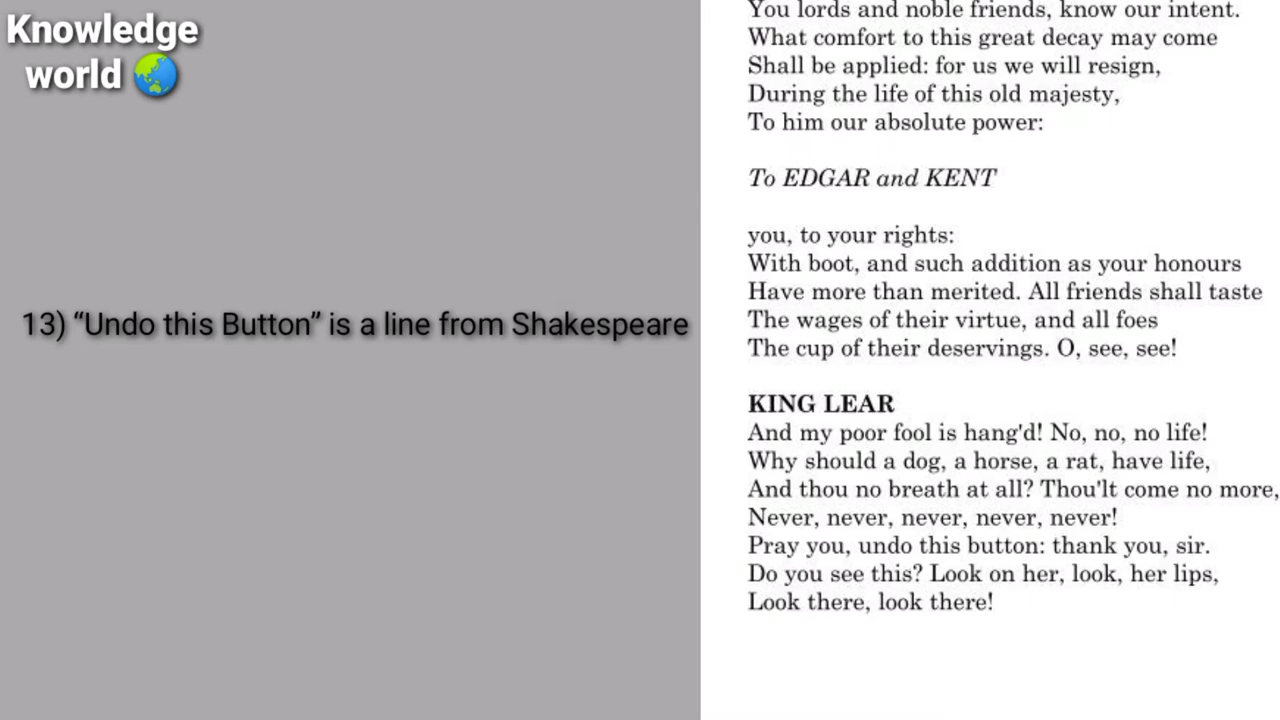 Knowledge
world
13) “Undo this Button” is a line from Shakespeare
You lords and noble friends, know our intent.
What comfort to this great decay may come
Shall be applied: for us we will resign,
During the life of this old majesty,
To him our absolute power:
To EDGAR and KENT
you, to your rights:
With boot, and such addition as your honours
Have more than merited. All friends shall taste
The wages of their virtue, and all foes
The cup of their deservings. O, see, see!
KING LEAR
And my poor fool is hang'd! No, no, no life!
Why should a dog, a horse, a rat, have life,
And thou no breath at all? Thou'lt come no more,
Never, never, never, never, never!
Pray you, undo this button: thank you, sir.
Do you see this? Look on her, look, her lips,
Look there, look there!